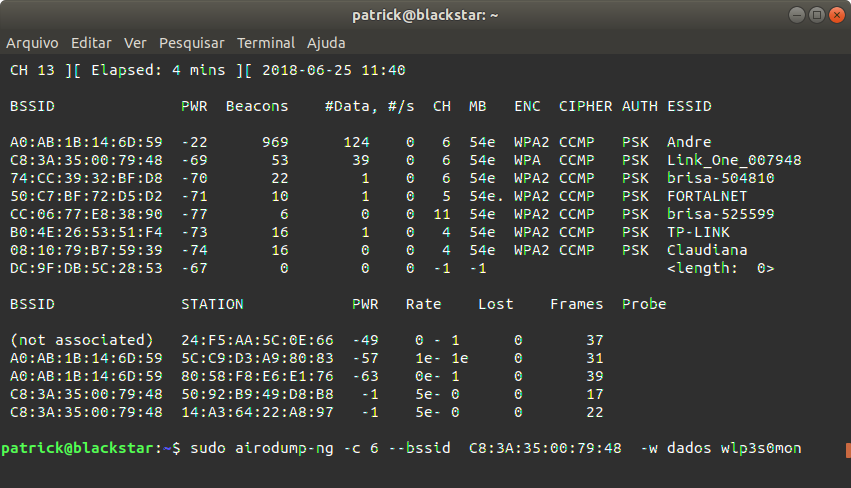 patrick@blackstar: ~
Arquivo Editar Ver Pesquisar Terminal Ajuda
CH 13 ][ Elapsed: 4 mins ][ 2018-06-25 11:40
BSSID PWR Beacons #Data, #/s CH MB ENC CIPHER AUTH ESSID
A0:AB:1B:14:6D:59 -22 969 124 0 6 54e WPA2 CCMP PSK Andre
C8:3A:35:00:79:48 -69 53 39 0 6 54e WPA CCMP PSK Link_One_007948
74:CC:39:32:BF:D8 -70 22 1 0 6 54e WPA2 CCMP PSK brisa-504810
50:C7:BF:72:D5:D2 -71 10 1 0 5 54e. WPA2 CCMP PSK FORTALNET
CC:06:77:E8:38:90 -77 6 0 0 11 54e WPA2 CCMP PSK brisa-525599
B0:4E:26:53:51:F4 -73 16 1 0 4 54e WPA2 CCMP PSK TP-LINK
08:10:79:B7:59:39 -74 16 0 0 4 54e WPA2 CCMP PSK Claudiana
DC:9F:DB:5C:28:53 -67 0 0 0 -1 -1 <length: 0>
BSSID STATION PWR Rate Lost Frames Probe
(not associated) 24:F5:AA:5C:0E:66 -49 0 - 1 0 37
A0:AB:1B:14:6D:59 5C:C9:D3:A9:80:83 -57 1e- 1e 0 31
A0:AB:1B:14:6D:59 80:58:F8:E6:E1:76 -63 0e- 1 0 39
C8:3A:35:00:79:48 50:92:B9:49:D8:B8 -1 5e- 0 0 17
C8:3A:35:00:79:48 14:A3:64:22:A8:97 -1 5e- 0 0 22
patrick@blackstar:~$ sudo airodump-ng -c 6 --bssid C8:3A:35:00:79:48 -w dados wlp3s0mon